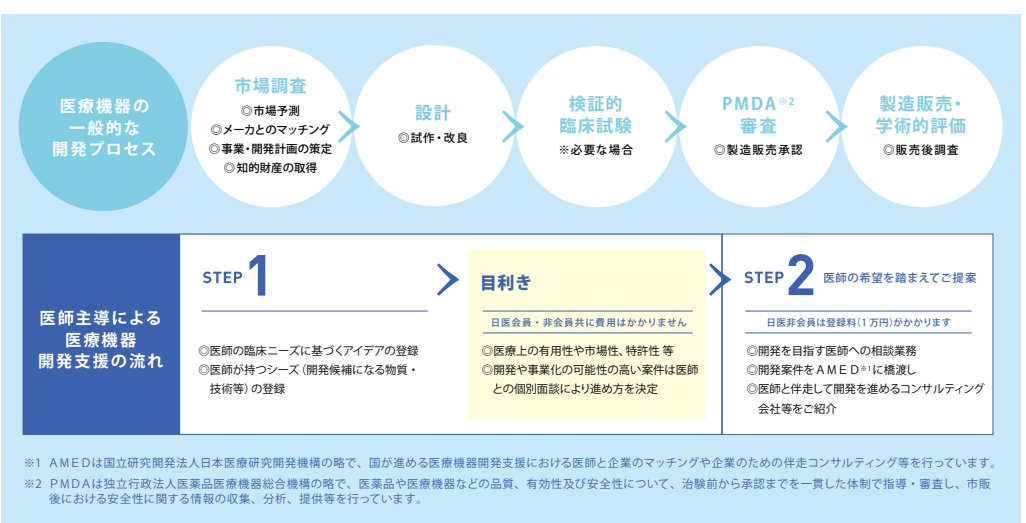 医療機器の
一般的な
開発プロセス
市場調査
◎市場予測
◎メーカとのマッチング
◎事業・開発計画の策定
◎知的財産の取得
設計
◎試作・改良
検証的
臨床試験
※必要な場合
PMDA※2
審査
◎製造販売承認
製造販売・
学術的評価
◎販売後調査
医師主導による
医療機器
開発支援の流れ
STEP 1
◎医師の臨床ニーズに基づくアイデアの登録
◎医師が持つシーズ(開発候補になる物質・
技術等)の登録
目利き
日医会員・非会員共に費用はかかりません
◎医療上の有用性や市場性、特許性 等
◎開発や事業化の可能性の高い案件は医師
との個別面談により進め方を決定
STEP 2 医師の希望を踏まえてご提案
日医非会員は登録料(1万円)がかかります
◎開発を目指す医師への相談業務
◎開発案件をAMED※1に橋渡し
◎医師と伴走して開発を進めるコンサルティング
会社等をご紹介
※1 AMEDは国立研究開発法人日本医療研究開発機構の略で、国が進める医療機器開発支援における医師と企業のマッチングや企業のための伴走コンサルティング等を行っています。
※2 PMDAは独立行政法人医薬品医療機器総合機構の略で、医薬品や医療機器などの品質、有効性及び安全性について、治験前から承認までを一貫した体制で指導・審査し、市販
後における安全性に関する情報の収集、分析、提供等を行っています。